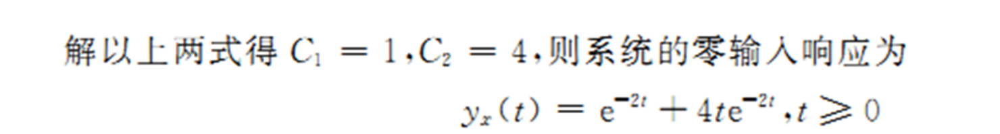 解以上两式得 C₁ = 1,C₂ = 4,则系统的零输入响应为
yₓ(t) = e⁻²ᵗ + 4te⁻²ᵗ,t ⩾ 0